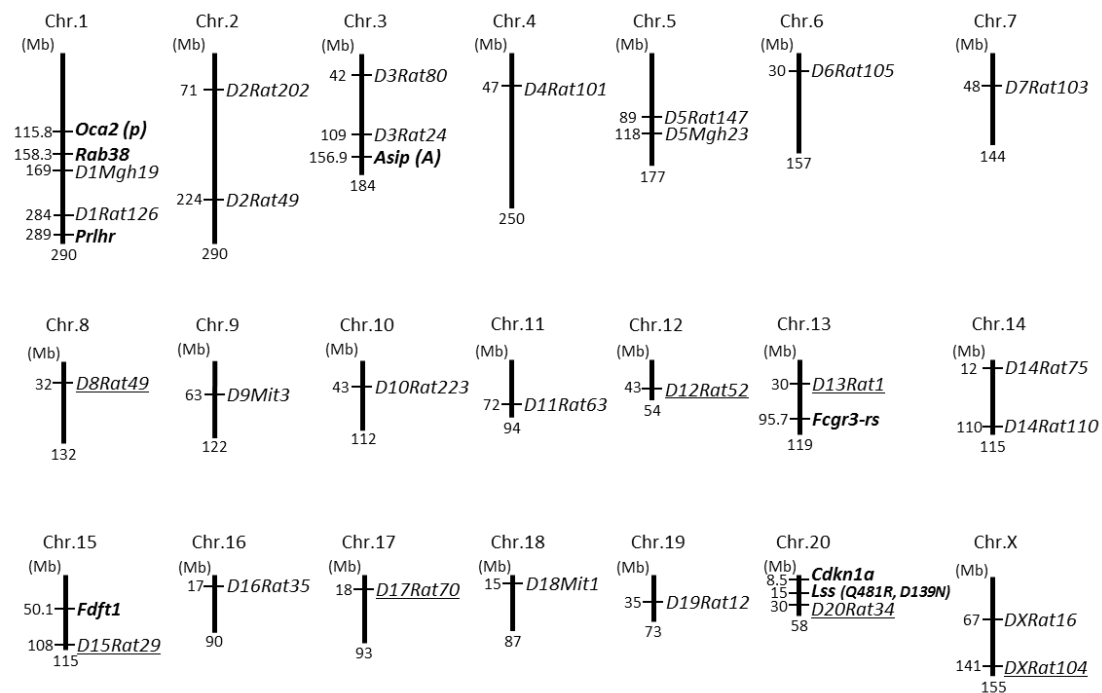 Chr.1
(Mb)
115.8 Oca2 (p)
158.3 Rab38
169 D1Mgh19
284 D1Rat126
289 Prlhr
290
Chr.2
(Mb)
71 D2Rat202
224 D2Rat49
290
Chr.3
(Mb)
42 D3Rat80
109 D3Rat24
156.9 Asip (A)
184
Chr.4
(Mb)
47 D4Rat101
250
Chr.5
(Mb)
89 D5Rat147
118 D5Mgh23
177
Chr.6
(Mb)
30 D6Rat105
157
Chr.7
(Mb)
48 D7Rat103
144
Chr.8
(Mb)
32 D8Rat49
132
Chr.9
(Mb)
63 D9Mit3
122
Chr.10
(Mb)
43 D10Rat223
112
Chr.11
(Mb)
72 D11Rat63
94
Chr.12
(Mb)
43 D12Rat52
54
Chr.13
(Mb)
30 D13Rat1
95.7 Fcgr3-rs
119
Chr.14
(Mb)
12 D14Rat75
110 D14Rat110
115
Chr.15
(Mb)
50.1 Fdft1
108 D15Rat29
115
Chr.16
(Mb)
17 D16Rat35
90
Chr.17
(Mb)
18 D17Rat70
93
Chr.18
(Mb)
15 D18Mit1
87
Chr.19
(Mb)
35 D19Rat12
73
Chr.20
(Mb)
8.5 Cdkn1a
15 Lss (Q481R, D139N)
30 D20Rat34
58
Chr.X
(Mb)
67 DXRat16
141 DXRat104
155